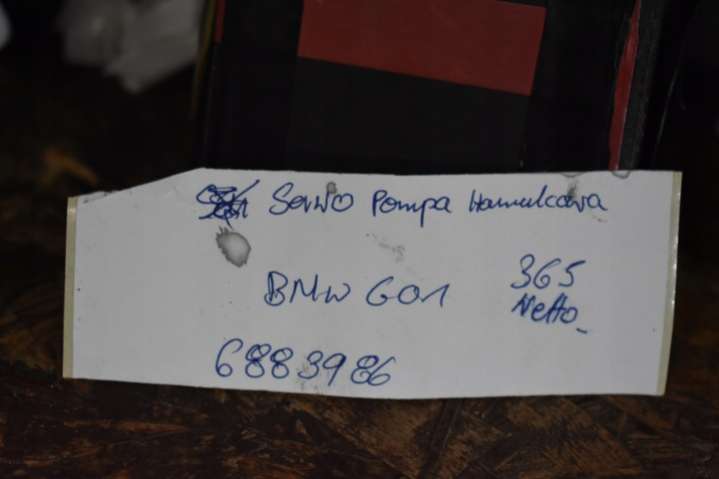 Serwo Pompa Hamulcowa
BMW G01
365
Netto
6883986